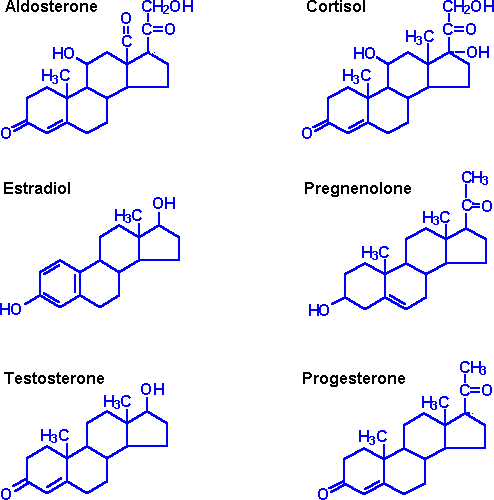 Aldosterone
CH2OH
O
C=O
C
HO
H3C
O
Cortisol
CH2OH
C=O
H3C
OH
HO
H3C
O
Estradiol
OH
H3C
HO
Pregnenolone
CH3
C=O
H3C
H3C
HO
Testosterone
OH
H3C
H3C
O
Progesterone
CH3
C=O
H3C
H3C
O